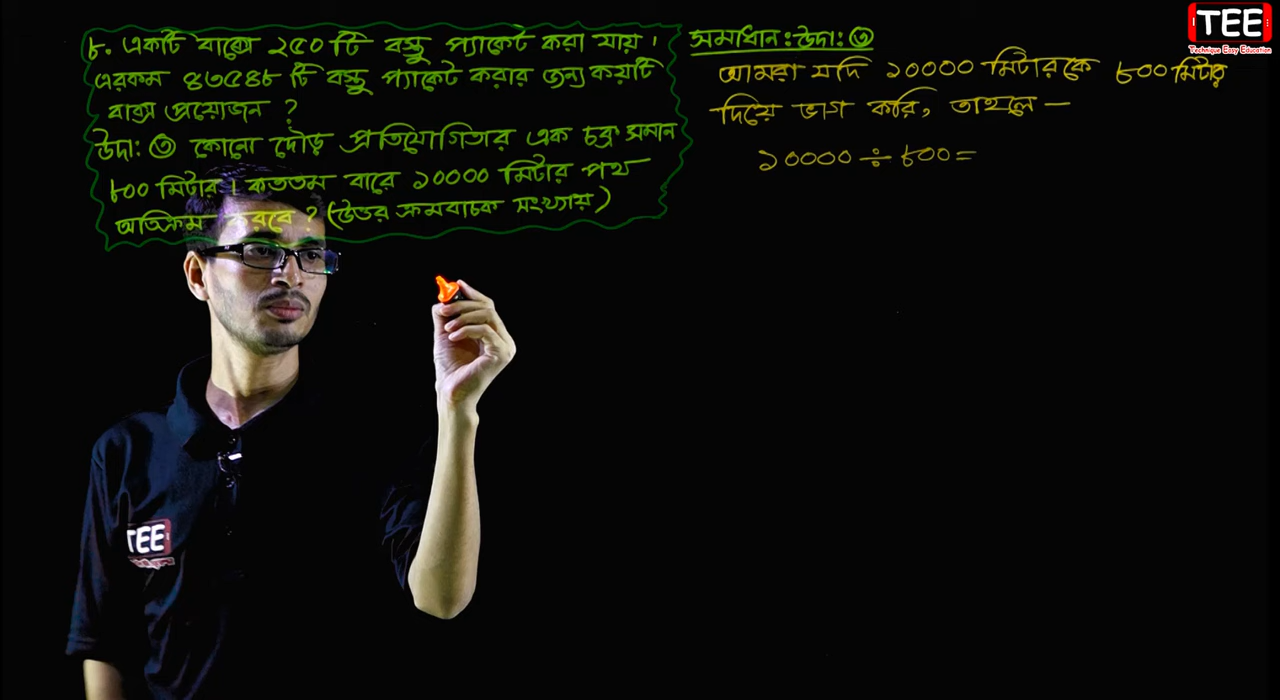 ৮. একটি বাক্সে ২৫০ টি বস্তু প্যাকেট করা যায়।
এরকম ৪৩৫৪৮ টি বস্তু প্যাকেট করার জন্য কয়টি
বাক্স প্রয়োজন ?
উদা: ৩ কোনো দৌড় প্রতিযোগিতার এক চক্র সমান
৮০০ মিটার। কততম বারে ১০০০০ মিটার পথ
অতিক্রম করবে ? (উত্তর ক্রমবাচক সংখ্যায়)
সমাধান: উদা: ৩
আমরা যদি ১০০০০ মিটারকে ৮০০ মিটার
দিয়ে ভাগ করি, তাহলে —
১০০০০ ÷ ৮০০ =
TEE
Technique Easy Education
TEE